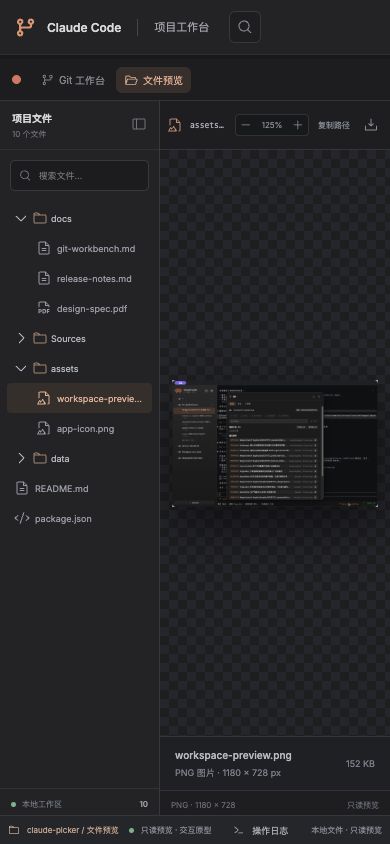 Claude Code 项目工作台
Git 工作台 文件预览
项目文件
10 个文件
assets… 125% 复制路径
搜索文件...
docs
git-workbench.md
release-notes.md
PDF design-spec.pdf
Sources
assets
workspace-previe...
app-icon.png
data
README.md
package.json
workspace-preview.png
PNG 图片 · 1180 × 728 px
152 KB
本地工作区 10
PNG · 1180 × 728 只读预览
claude-picker / 文件预览 只读预览 · 交互原型 操作日志 本地文件 · 只读预览